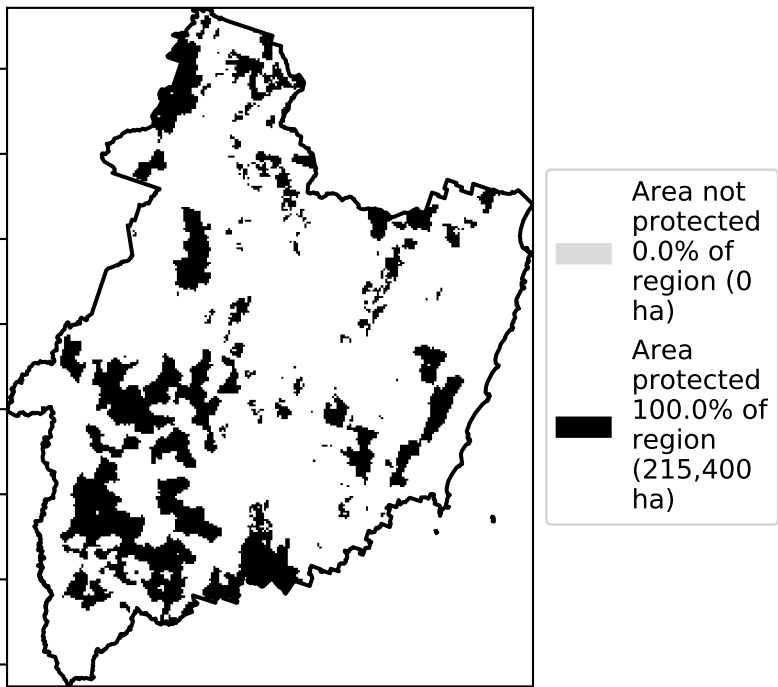 Area not
protected
0.0% of
region (0
ha)
Area
protected
100.0% of
region
(215,400
ha)